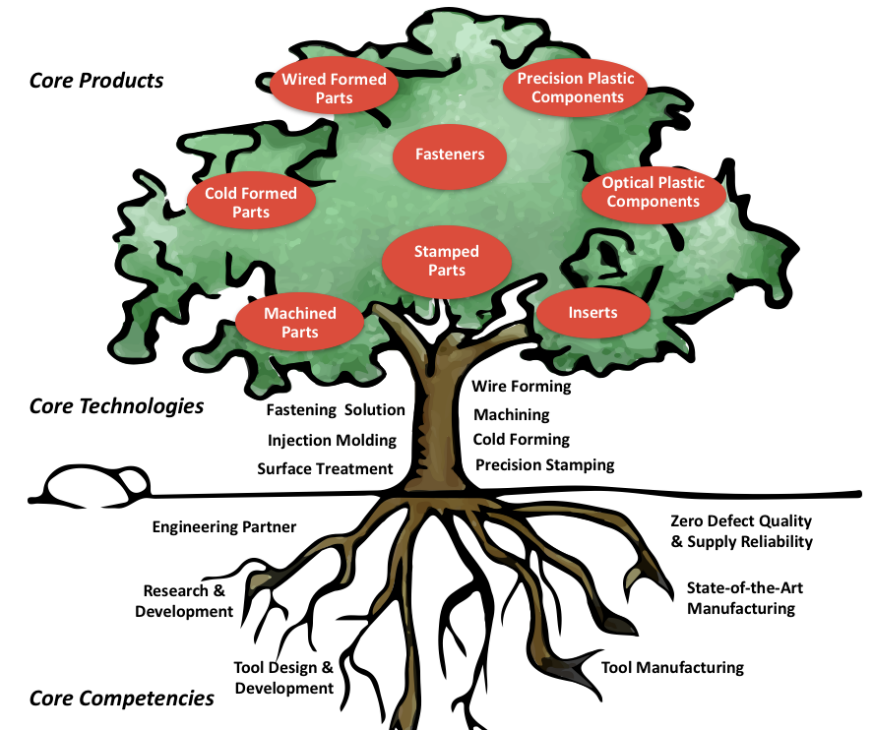 Core Products
Wired Formed
Parts
Precision Plastic
Components
Fasteners
Cold Formed
Parts
Optical Plastic
Components
Stamped
Parts
Machined
Parts
Inserts
Core Technologies
Fastening Solution
Injection Molding
Surface Treatment
Wire Forming
Machining
Cold Forming
Precision Stamping
Engineering Partner
Research &
Development
Tool Design &
Development
Zero Defect Quality
& Supply Reliability
State-of-the-Art
Manufacturing
Tool Manufacturing
Core Competencies